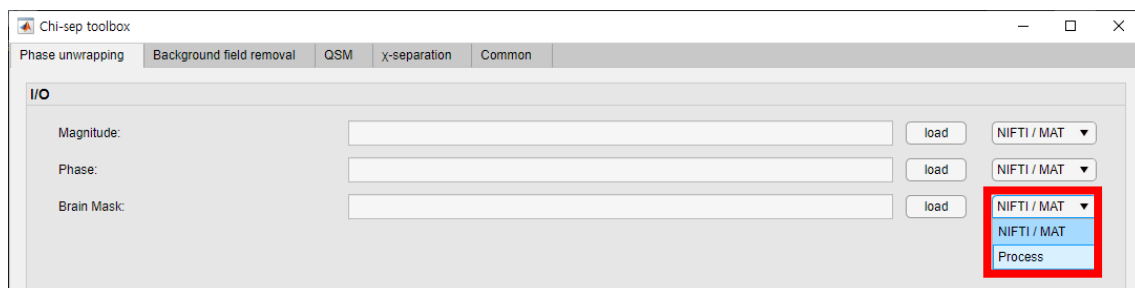 Chi-sep toolbox
Phase unwrapping Background field removal QSM χ-separation Common
I/O
Magnitude: load NIFTI / MAT
Phase: load NIFTI / MAT
Brain Mask: load NIFTI / MAT
NIFTI / MAT
Process